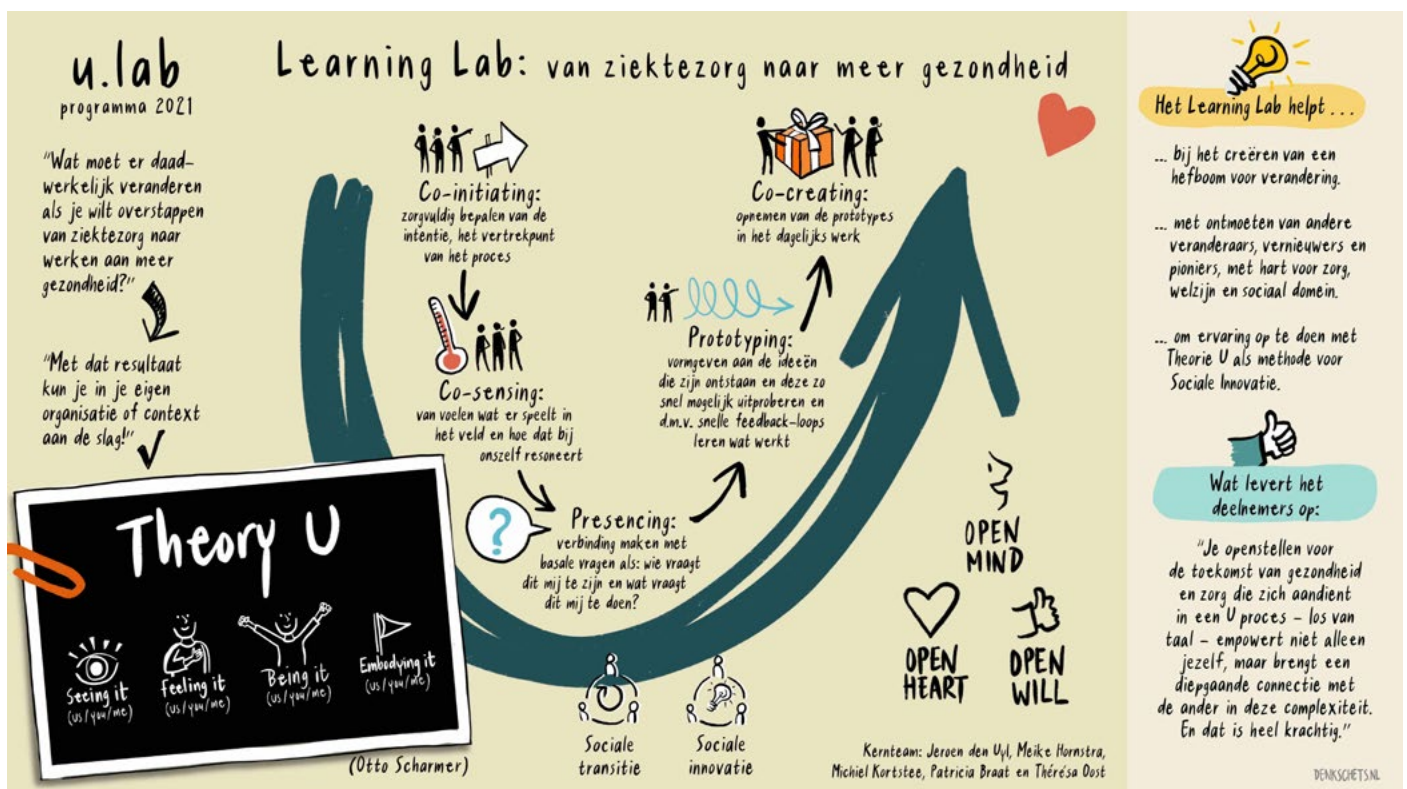 u.lab
programma 2021
"Wat moet er daad-
werkelijk veranderen
als je wilt overstappen
van ziektezorg naar
werken aan meer
gezondheid?"
"Met dat resultaat
kun je in je eigen
organisatie of context
aan de slag!"
Learning Lab: van ziektezorg naar meer gezondheid
Co-initiating:
zorgvuldig bepalen van de
intentie, het vertrekpunt
van het proces
Co-sensing:
van voelen wat er speelt in
het veld en hoe dat bij
onszelf resoneert
?
Presencing:
verbinding maken met
basale vragen als: wie vraagt
dit mij te zijn en wat vraagt
dit mij te doen?
Prototyping:
vormgeven aan de ideeën
die zijn ontstaan en deze zo
snel mogelijk uitproberen en
d.m.v. snelle feedback-loops
leren wat werkt
Co-creating:
opnemen van de prototypes
in het dagelijks werk
Theory U
Seeing it
(us/you/me)
Feeling it
(us/you/me)
Being it
(us/you/me)
Embodying it
(us/you/me)
(Otto Scharmer)
Sociale
transitie
Sociale
innovatie
OPEN
MIND
OPEN
HEART
OPEN
WILL
Kernteam: Jeroen den Uyl, Meike Hornstra,
Michiel Kortstee, Patricia Braat en Thérésa Oost
Het Learning Lab helpt ...
... bij het creëren van een
hefboom voor verandering.
... met ontmoeten van andere
veranderaars, vernieuwers en
pioniers, met hart voor zorg,
welzijn en sociaal domein.
... om ervaring op te doen met
Theorie U als methode voor
Sociale Innovatie.
Wat levert het
deelnemers op:
"Je openstellen voor
de toekomst van gezondheid
en zorg die zich aandient
in een U proces – los van
taal – empowert niet alleen
jezelf, maar brengt een
diepgaande connectie met
de ander in deze complexiteit.
En dat is heel krachtig."
DENKSCHETS.NL